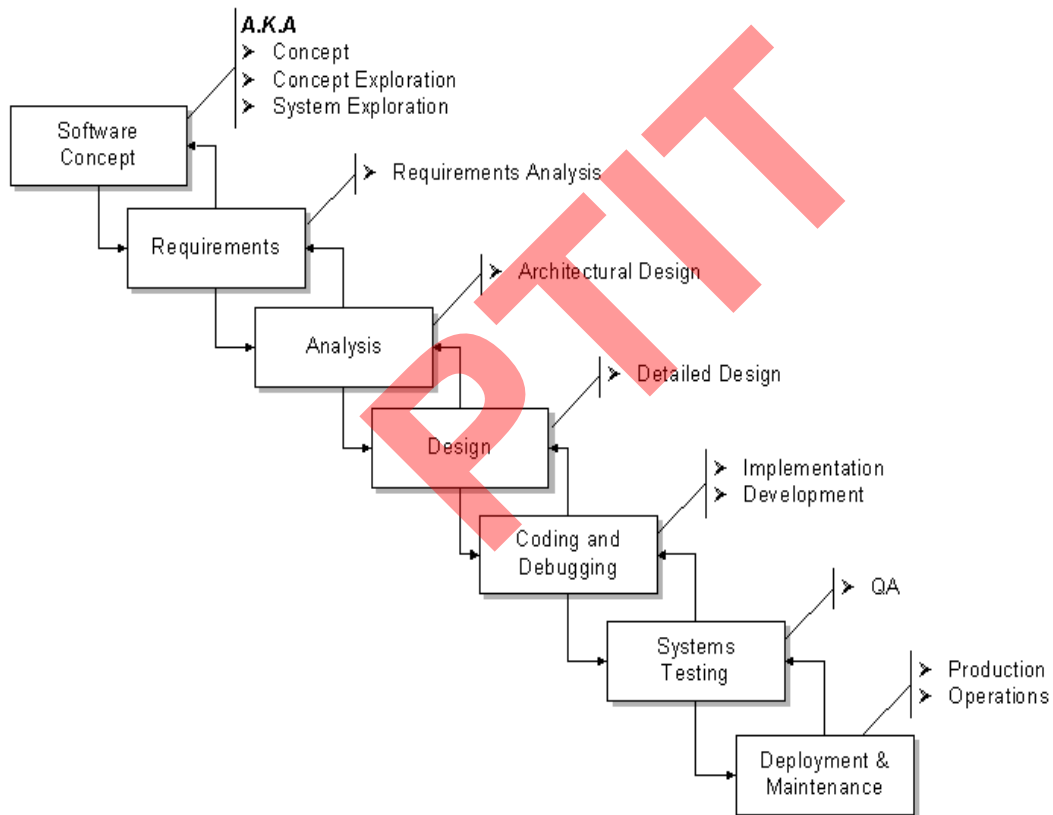 A.K.A
➢ Concept
➢ Concept Exploration
➢ System Exploration
Software
Concept
➢ Requirements Analysis
Requirements
➢ Architectural Design
Analysis
➢ Detailed Design
Design
➢ Implementation
➢ Development
Coding and
Debugging
➢ QA
Systems
Testing
➢ Production
➢ Operations
Deployment &
Maintenance
PTIT